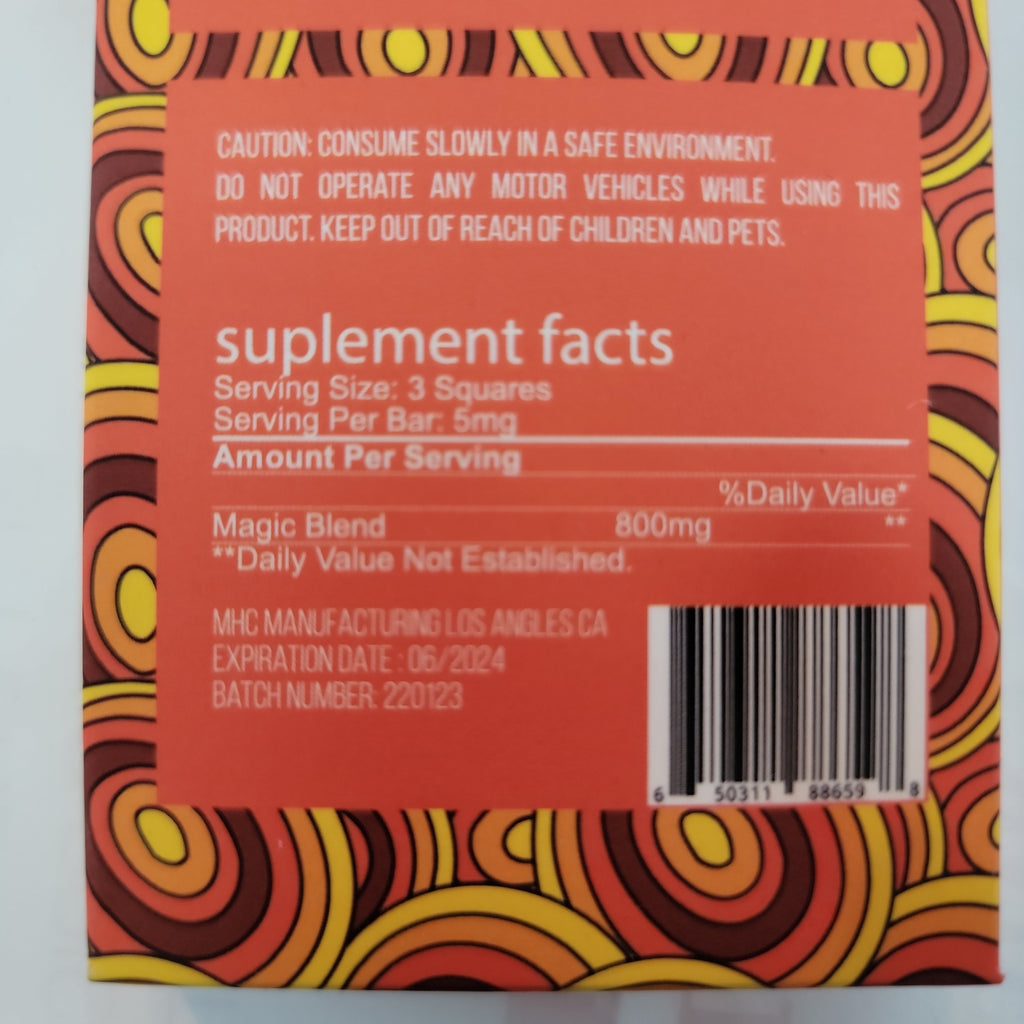 CAUTION: CONSUME SLOWLY IN A SAFE ENVIRONMENT.
DO NOT OPERATE ANY MOTOR VEHICLES WHILE USING THIS
PRODUCT. KEEP OUT OF REACH OF CHILDREN AND PETS.
suplement facts
Serving Size: 3 Squares
Serving Per Bar: 5mg
Amount Per Serving
%Daily Value*
Magic Blend 800mg **
**Daily Value Not Established.
MHC MANUFACTURING LOS ANGLES CA
EXPIRATION DATE : 06/2024
BATCH NUMBER: 220123
6 50311 88659 8